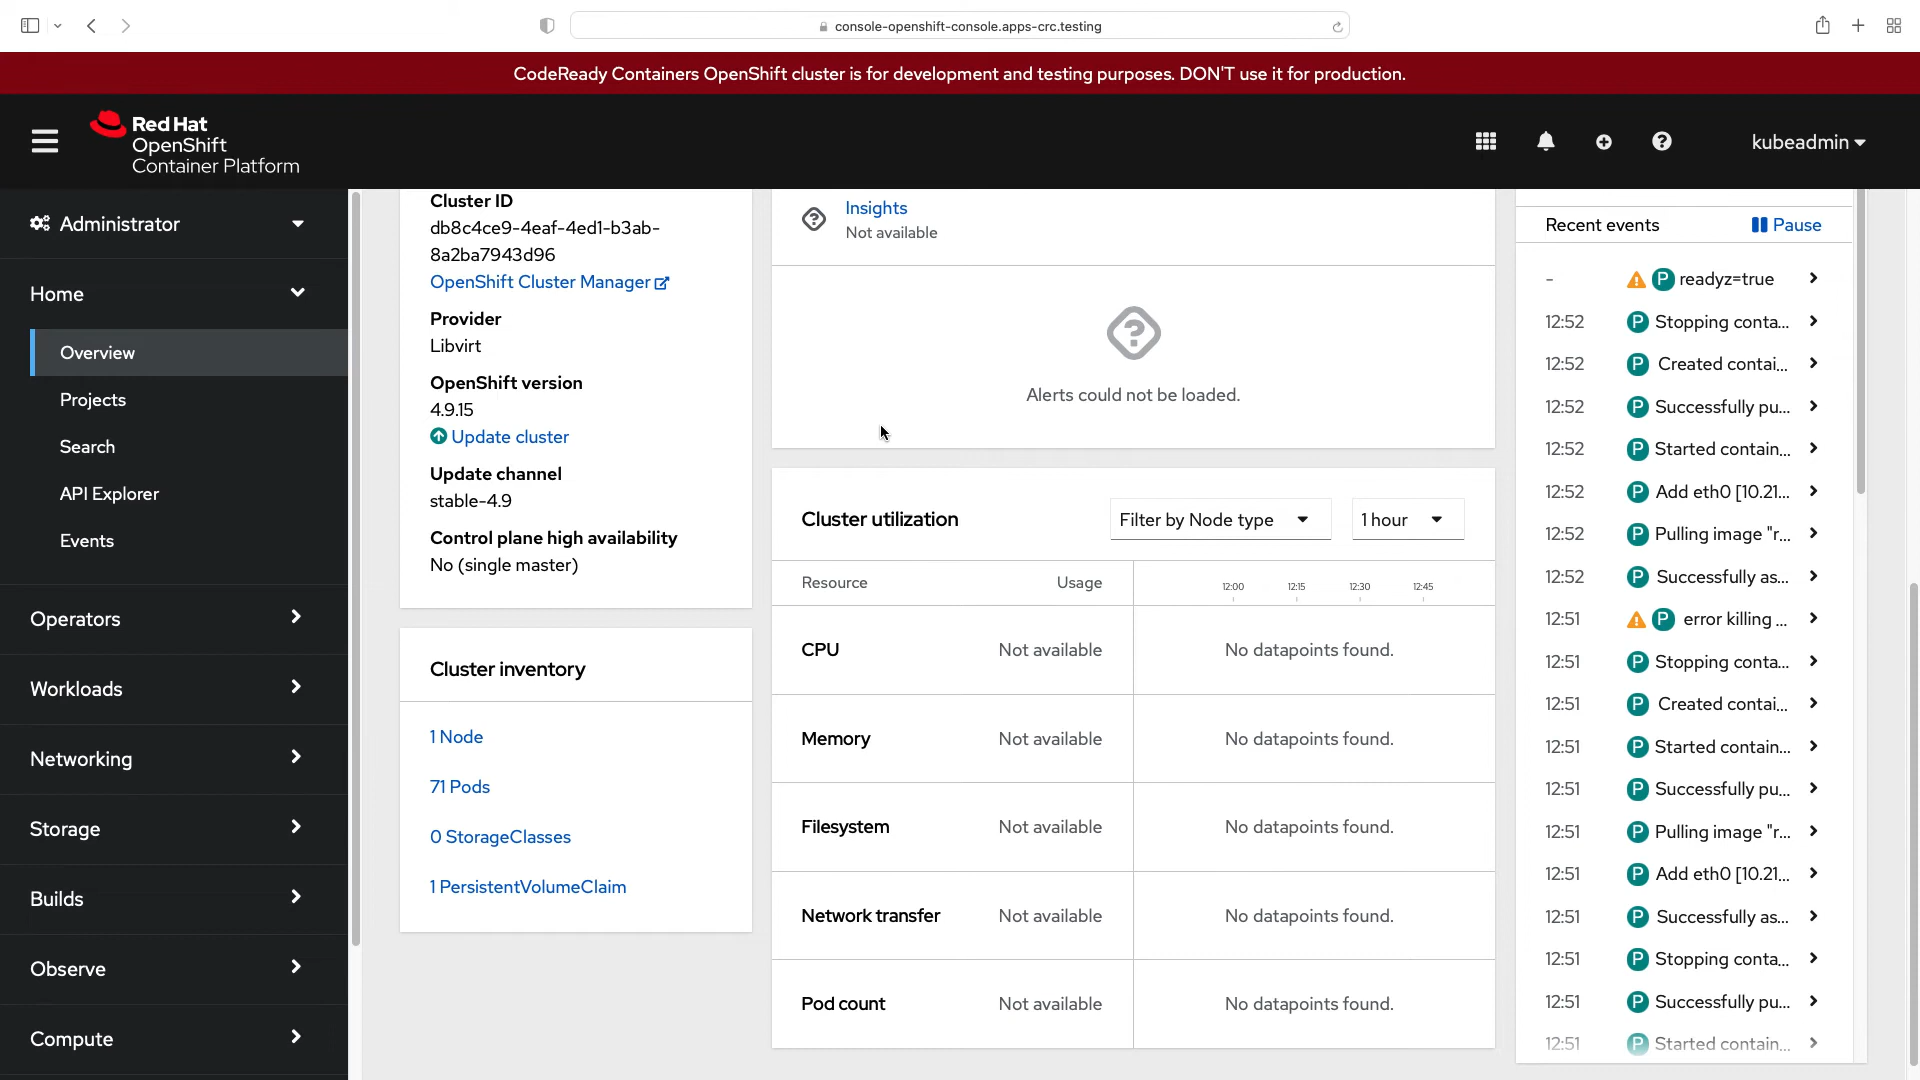 console-openshift-console.apps-crc.testing
CodeReady Containers OpenShift cluster is for development and testing purposes. DON'T use it for production.
Red Hat
OpenShift
Container Platform
kubeadmin
Administrator
Home
Overview
Projects
Search
API Explorer
Events
Operators
Workloads
Networking
Storage
Builds
Observe
Compute
Cluster ID
db8c4ce9-4eaf-4ed1-b3ab-
8a2ba7943d96
OpenShift Cluster Manager
Provider
Libvirt
OpenShift version
4.9.15
Update cluster
Update channel
stable-4.9
Control plane high availability
No (single master)
Cluster inventory
1 Node
71 Pods
0 StorageClasses
1 PersistentVolumeClaim
Insights
Not available
Alerts could not be loaded.
Cluster utilization
Filter by Node type
1 hour
Resource Usage 12:00 12:15 12:30 12:45
CPU Not available No datapoints found.
Memory Not available No datapoints found.
Filesystem Not available No datapoints found.
Network transfer Not available No datapoints found.
Pod count Not available No datapoints found.
Recent events Pause
- P readyz=true
12:52 P Stopping conta...
12:52 P Created contai...
12:52 P Successfully pu...
12:52 P Started contain...
12:52 P Add eth0 [10.21...
12:52 P Pulling image "r...
12:52 P Successfully as...
12:51 P error killing ...
12:51 P Stopping conta...
12:51 P Created contai...
12:51 P Started contain...
12:51 P Successfully pu...
12:51 P Pulling image "r...
12:51 P Add eth0 [10.21...
12:51 P Successfully as...
12:51 P Stopping conta...
12:51 P Successfully pu...
12:51 P Started contain...